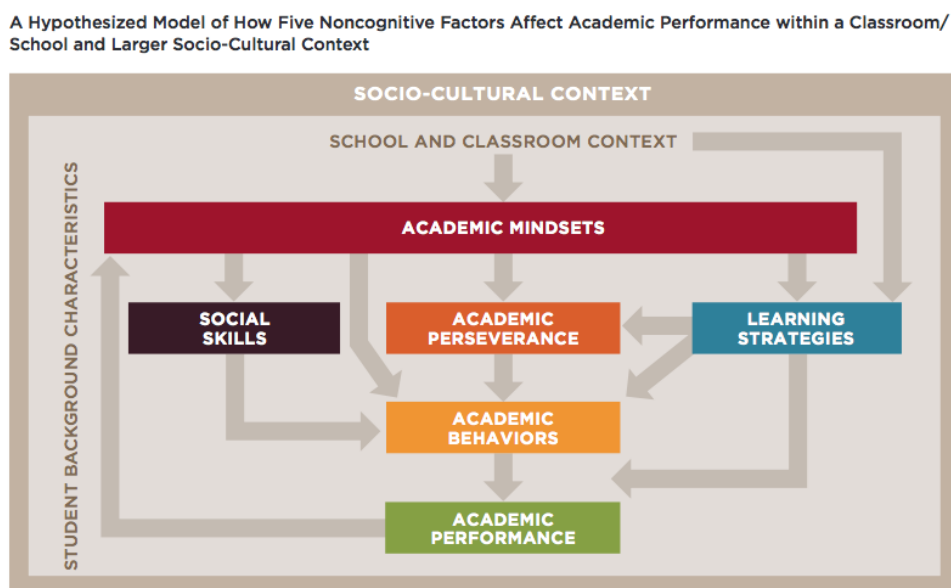 A Hypothesized Model of How Five Noncognitive Factors Affect Academic Performance within a Classroom/
School and Larger Socio-Cultural Context
SOCIO-CULTURAL CONTEXT
SCHOOL AND CLASSROOM CONTEXT
STUDENT BACKGROUND CHARACTERISTICS
ACADEMIC MINDSETS
SOCIAL
SKILLS
ACADEMIC
PERSEVERANCE
LEARNING
STRATEGIES
ACADEMIC
BEHAVIORS
ACADEMIC
PERFORMANCE